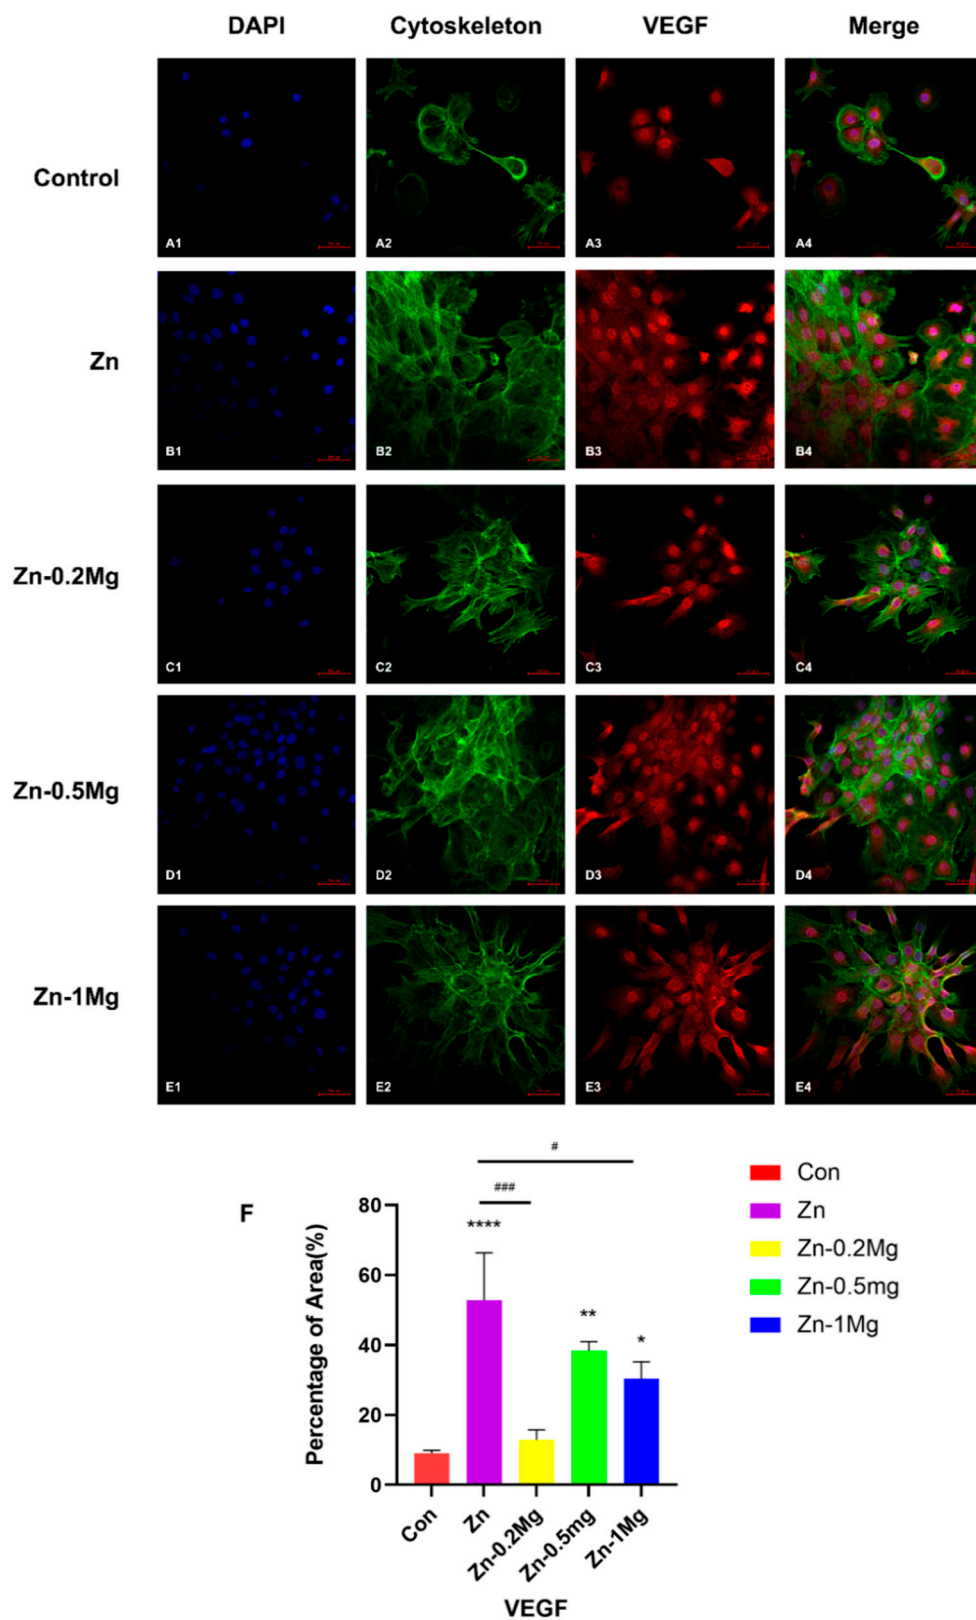 DAPI Cytoskeleton VEGF Merge
Control
A1 A2 A3 A4
Zn
B1 B2 B3 B4
Zn-0.2Mg
C1 C2 C3 C4
Zn-0.5Mg
D1 D2 D3 D4
Zn-1Mg
E1 E2 E3 E4
F
Percentage of Area(%)
80
60
40
20
0
#
###
****
**
*
Con
Zn
Zn-0.2Mg
Zn-0.5mg
Zn-1Mg
VEGF
Con
Zn
Zn-0.2Mg
Zn-0.5mg
Zn-1Mg